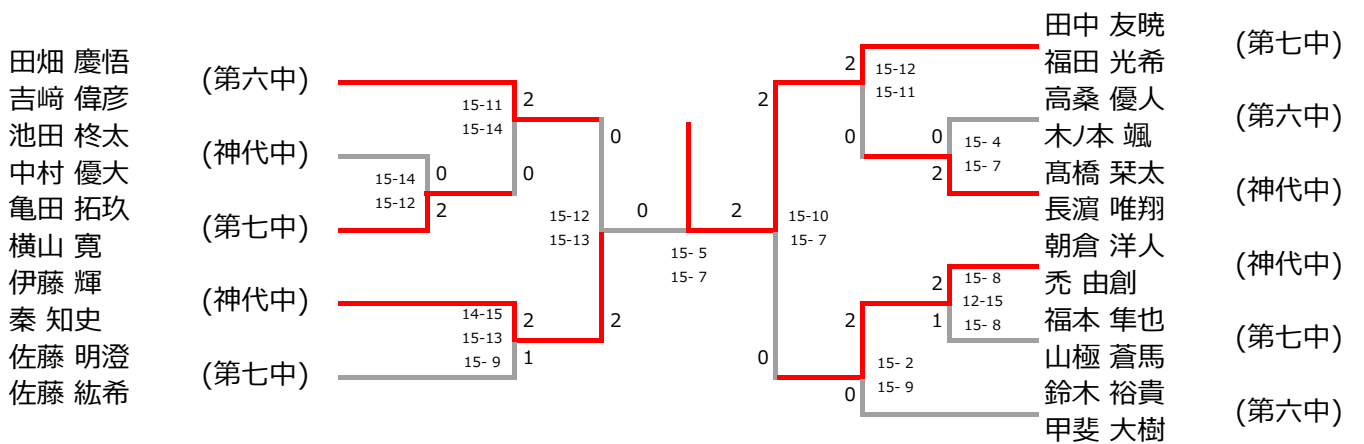 田畑 慶悟
吉﨑 偉彦
(第六中)
池田 柊太
中村 優大
(神代中)
亀田 拓玖
横山 寛
(第七中)
伊藤 輝
秦 知史
(神代中)
佐藤 明澄
佐藤 紘希
(第七中)
15-11
15-14
2
0
15-14
15-12
0
2
14-15
15-13
15- 9
2
1
15-12
15-13
0
2
0
2
15- 5
15- 7
15-10
15- 7
2
0
15-12
15-11
2
0
15- 4
15- 7
0
2
15- 8
12-15
15- 8
2
1
15- 2
15- 9
2
0
田中 友暁
福田 光希
(第七中)
高桑 優人
木ﾉ本 颯
(第六中)
髙橋 栞太
長濵 唯翔
(神代中)
朝倉 洋人
禿 由創
(神代中)
福本 隼也
山極 蒼馬
(第七中)
鈴木 裕貴
甲斐 大樹
(第六中)